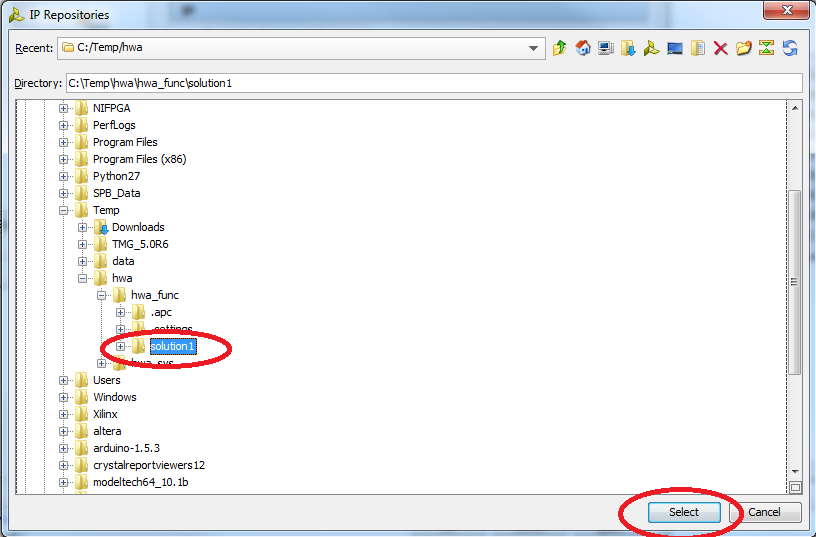 IP Repositories
Recent: C:/Temp/hwa
Directory: C:\Temp\hwa\hwa_func\solution1
NIFPGA
PerfLogs
Program Files
Program Files (x86)
Python27
SPB_Data
Temp
Downloads
TMG_5.0R6
data
hwa
hwa_func
.apc
.settings
solution1
hwa_sys
Users
Windows
Xilinx
altera
arduino-1.5.3
crystalreportviewers12
modeltech64_10.1b
Select Cancel